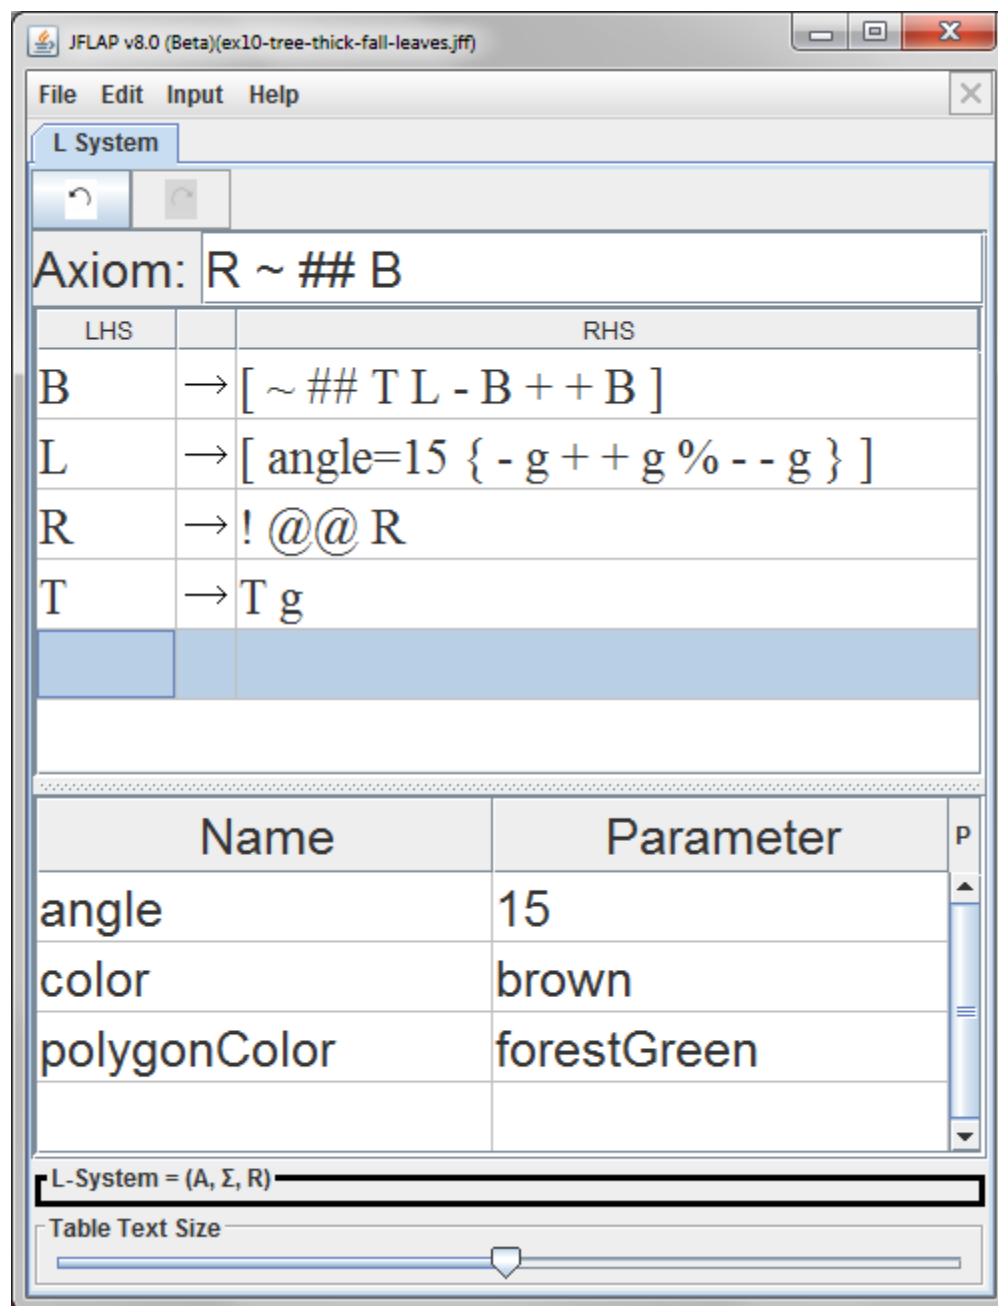 JFLAP v8.0 (Beta)(ex10-tree-thick-fall-leaves.jff)
File Edit Input Help
L System
Axiom: R ~ ## B
LHS RHS
B → [ ~ ## T L - B + + B ]
L → [ angle=15 { - g + + g % - - g } ]
R → ! @@ R
T → T g
Name Parameter P
angle 15
color brown
polygonColor forestGreen
L-System = (A, Σ, R)
Table Text Size